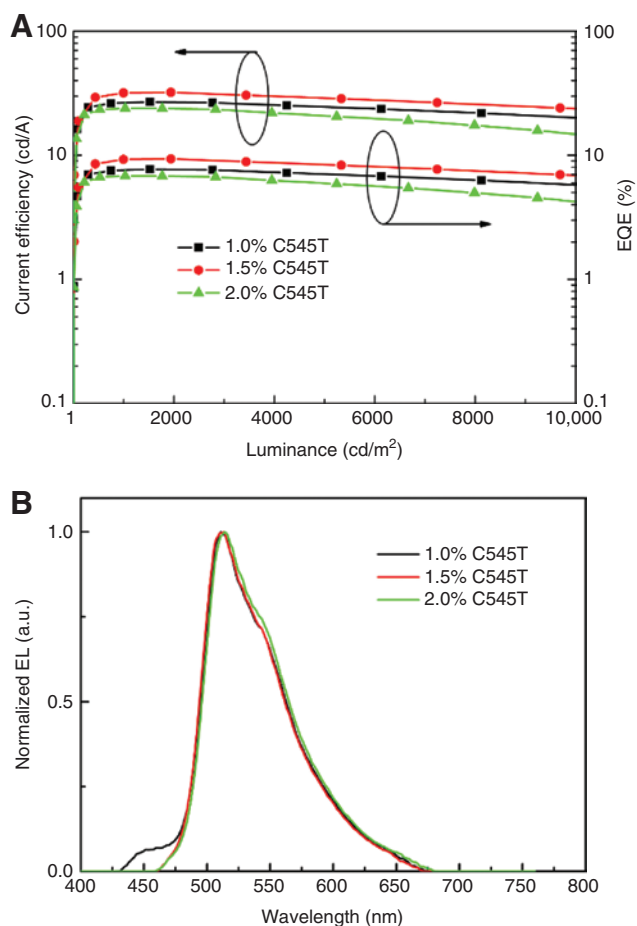 A
Current efficiency (cd/A)
100
10
1
0.1
100
10
1
0.1
EQE (%)
1.0% C545T
1.5% C545T
2.0% C545T
1 2000 4000 6000 8000 10,000
Luminance (cd/m²)
B
Normalized EL (a.u.)
1.0
0.5
0.0
1.0% C545T
1.5% C545T
2.0% C545T
400 450 500 550 600 650 700 750 800
Wavelength (nm)